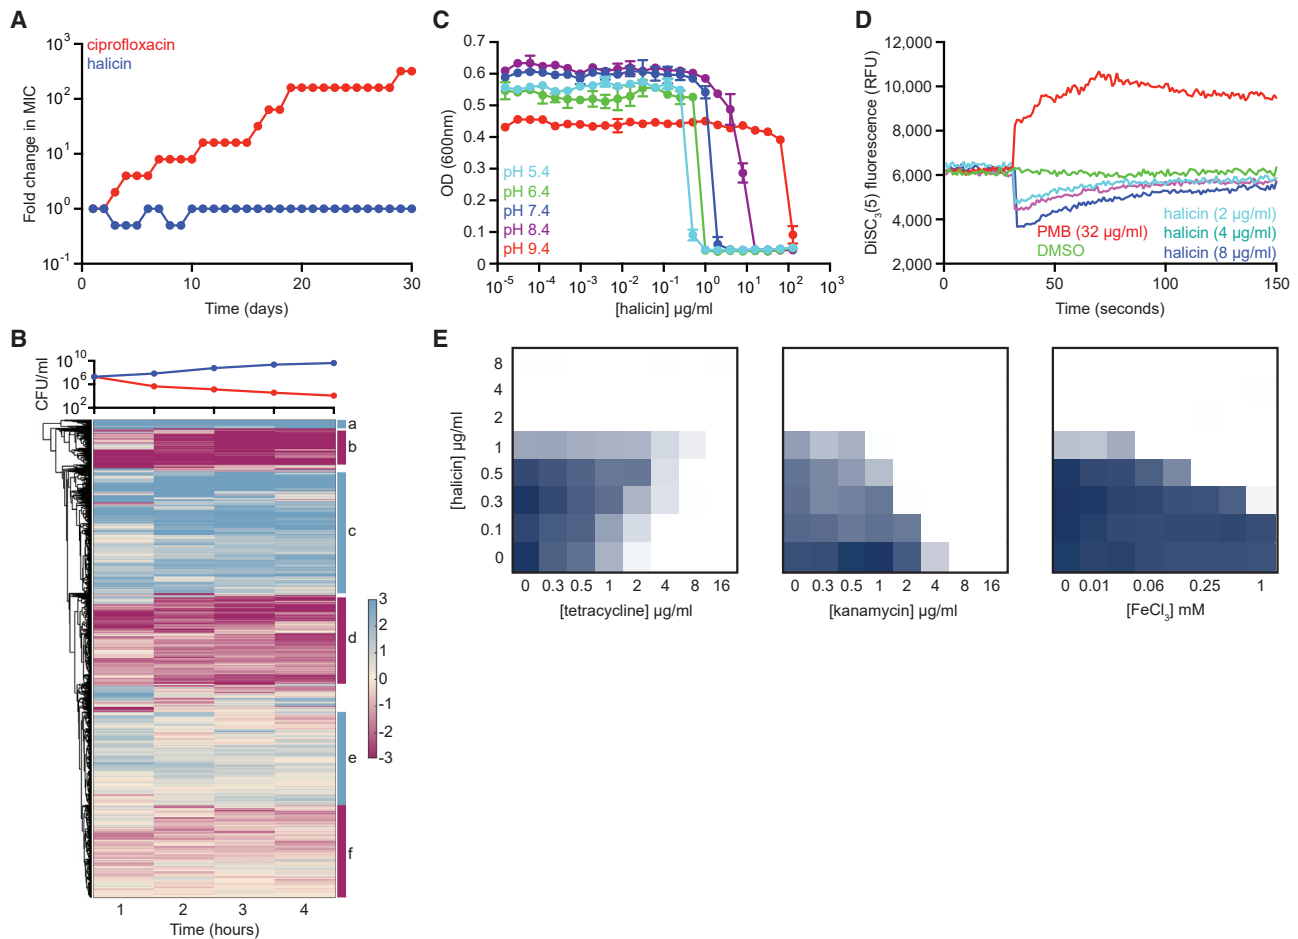 A
ciprofloxacin
halicin
10³
10²
10¹
10⁰
10⁻¹
Fold change in MIC
0 10 20 30
Time (days)
C
0.7
0.6
0.5
0.4
0.3
0.2
0.1
0
OD (600nm)
pH 5.4
pH 6.4
pH 7.4
pH 8.4
pH 9.4
10⁻⁵ 10⁻⁴ 10⁻³ 10⁻² 10⁻¹ 10⁰ 10¹ 10² 10³
[halicin] µg/ml
D
12,000
10,000
8,000
6,000
4,000
2,000
DiSC₃(5) fluorescence (RFU)
PMB (32 µg/ml)
DMSO
halicin (2 µg/ml)
halicin (4 µg/ml)
halicin (8 µg/ml)
0 50 100 150
Time (seconds)
B
CFU/ml
10¹⁰
10⁶
10²
a
b
c
d
e
f
3
2
1
0
-1
-2
-3
1 2 3 4
Time (hours)
E
[halicin] µg/ml
8
4
2
1
0.5
0.3
0.1
0
0 0.3 0.5 1 2 4 8 16
[tetracycline] µg/ml
0 0.3 0.5 1 2 4 8 16
[kanamycin] µg/ml
0 0.01 0.06 0.25 1
[FeCl₃] mM